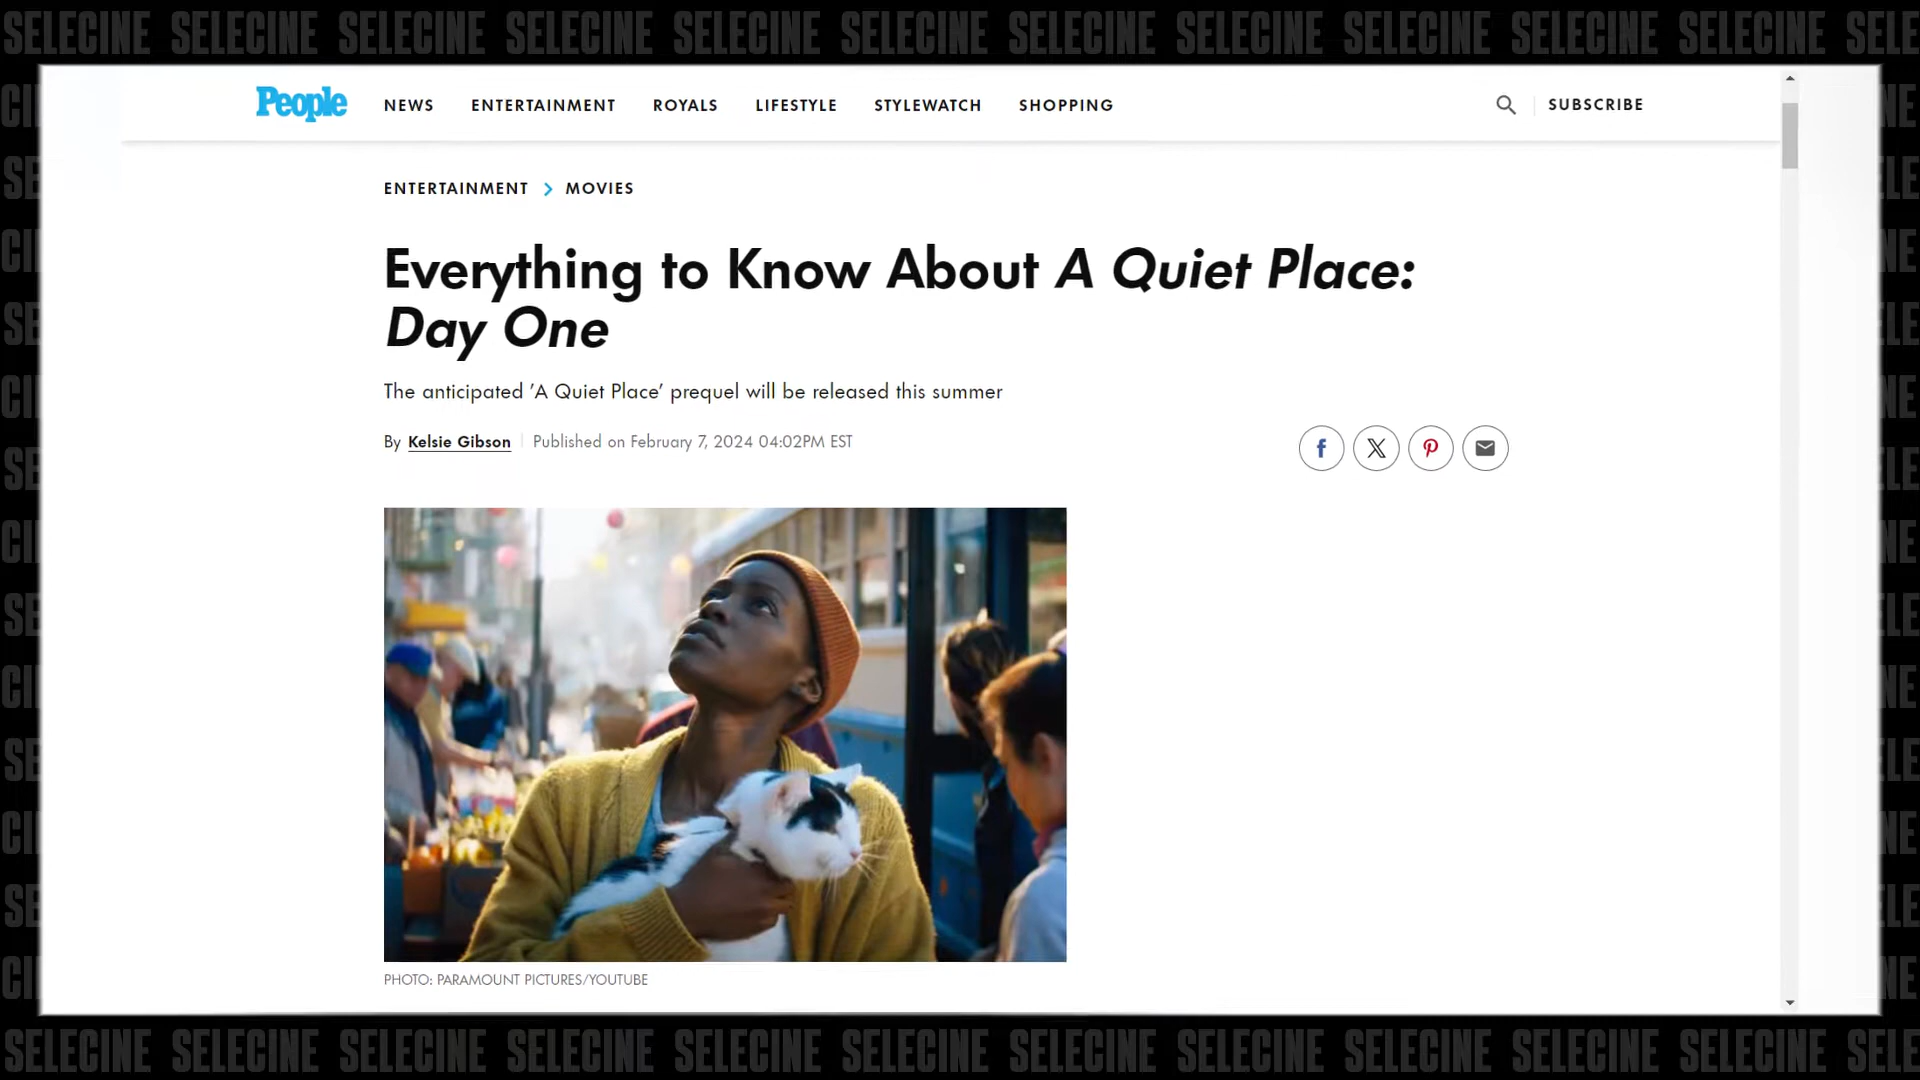 SELECINE SELECINE SELECINE SELECINE SELECINE SELECINE SELECINE SELECINE SELECINE SELECINE SELECINE SELE
People NEWS ENTERTAINMENT ROYALS LIFESTYLE STYLEWATCH SHOPPING SUBSCRIBE
ENTERTAINMENT > MOVIES
Everything to Know About A Quiet Place:
Day One
The anticipated ’A Quiet Place’ prequel will be released this summer
By Kelsie Gibson Published on February 7, 2024 04:02PM EST
PHOTO: PARAMOUNT PICTURES/YOUTUBE
SELECINE SELECINE SELECINE SELECINE SELECINE SELECINE SELECINE SELECINE SELECINE SELECINE SELECINE SELE